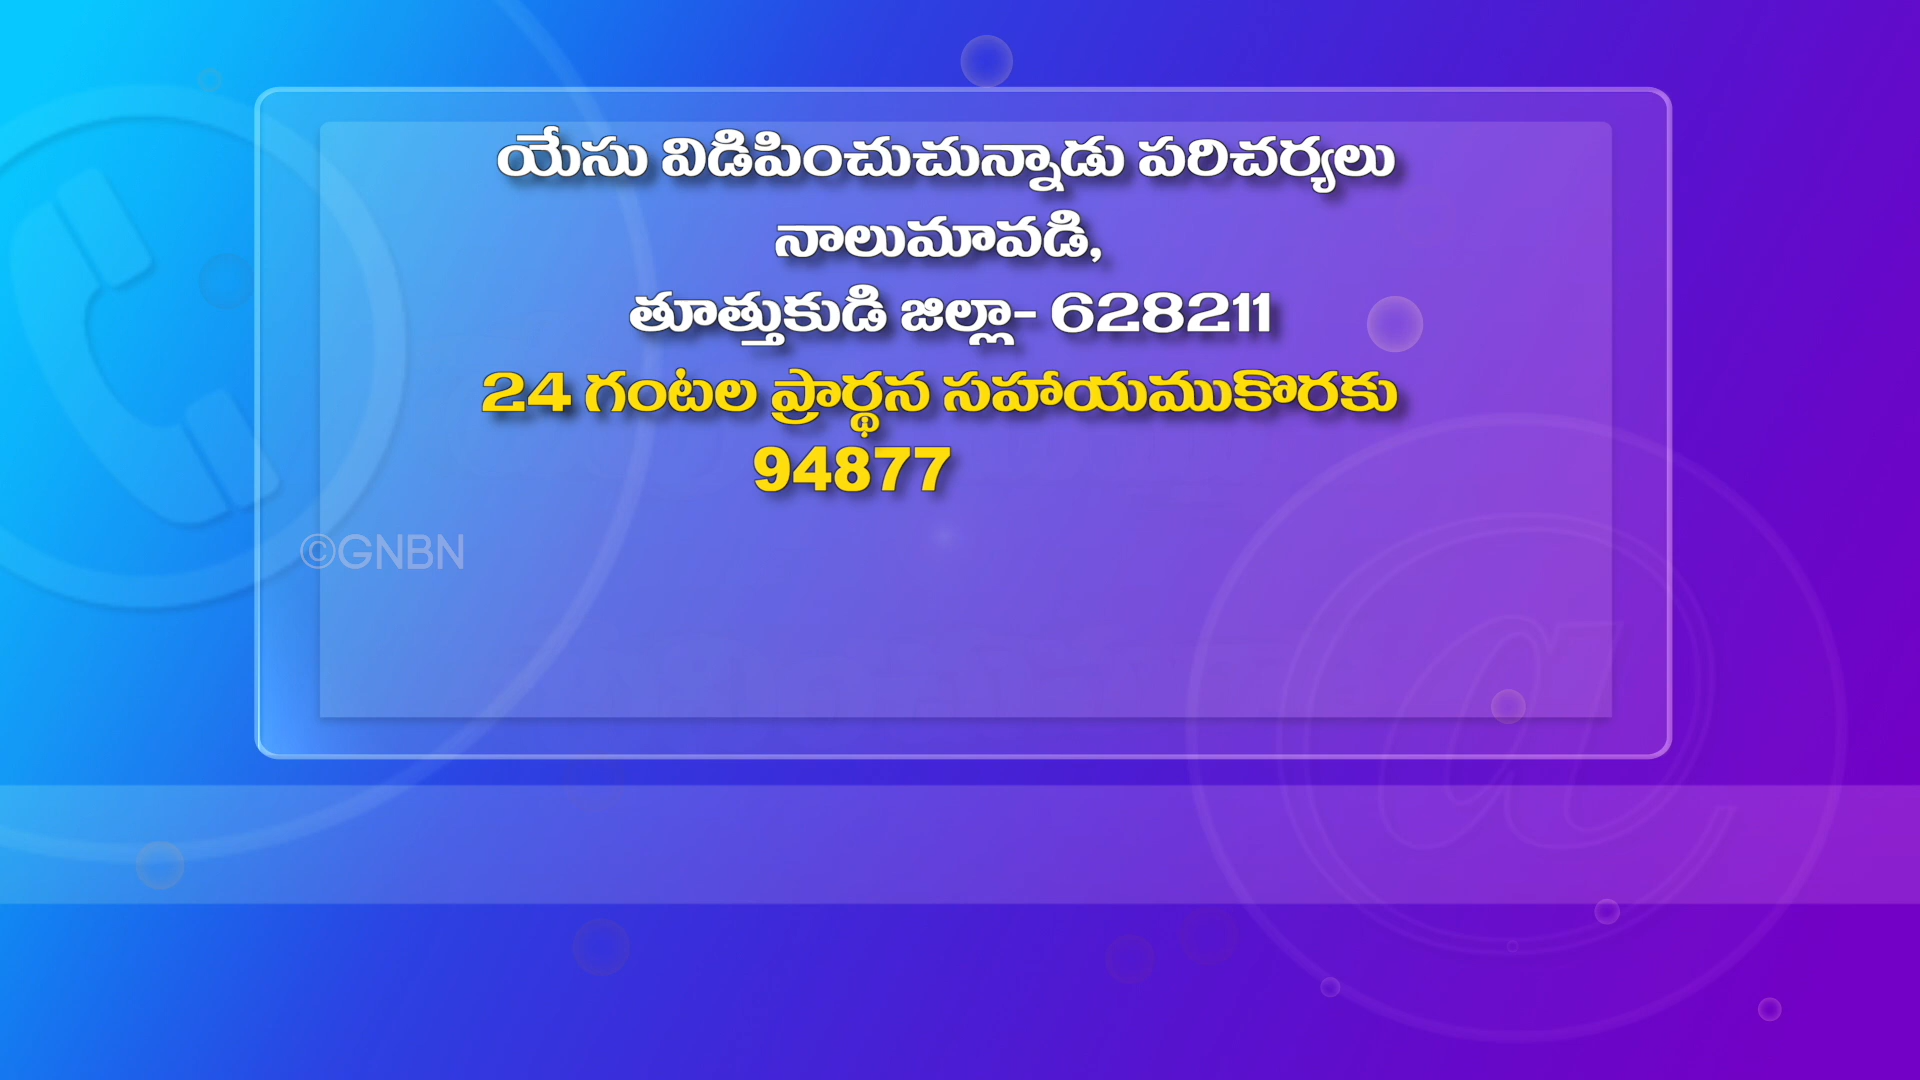 యేసు విడిపించుచున్నాడు పరిచర్యలు
నాలుమావడి,
తూత్తుకుడి జిల్లా- 628211
24 గంటల ప్రార్థన సహాయముకొరకు
94877
©GNBN